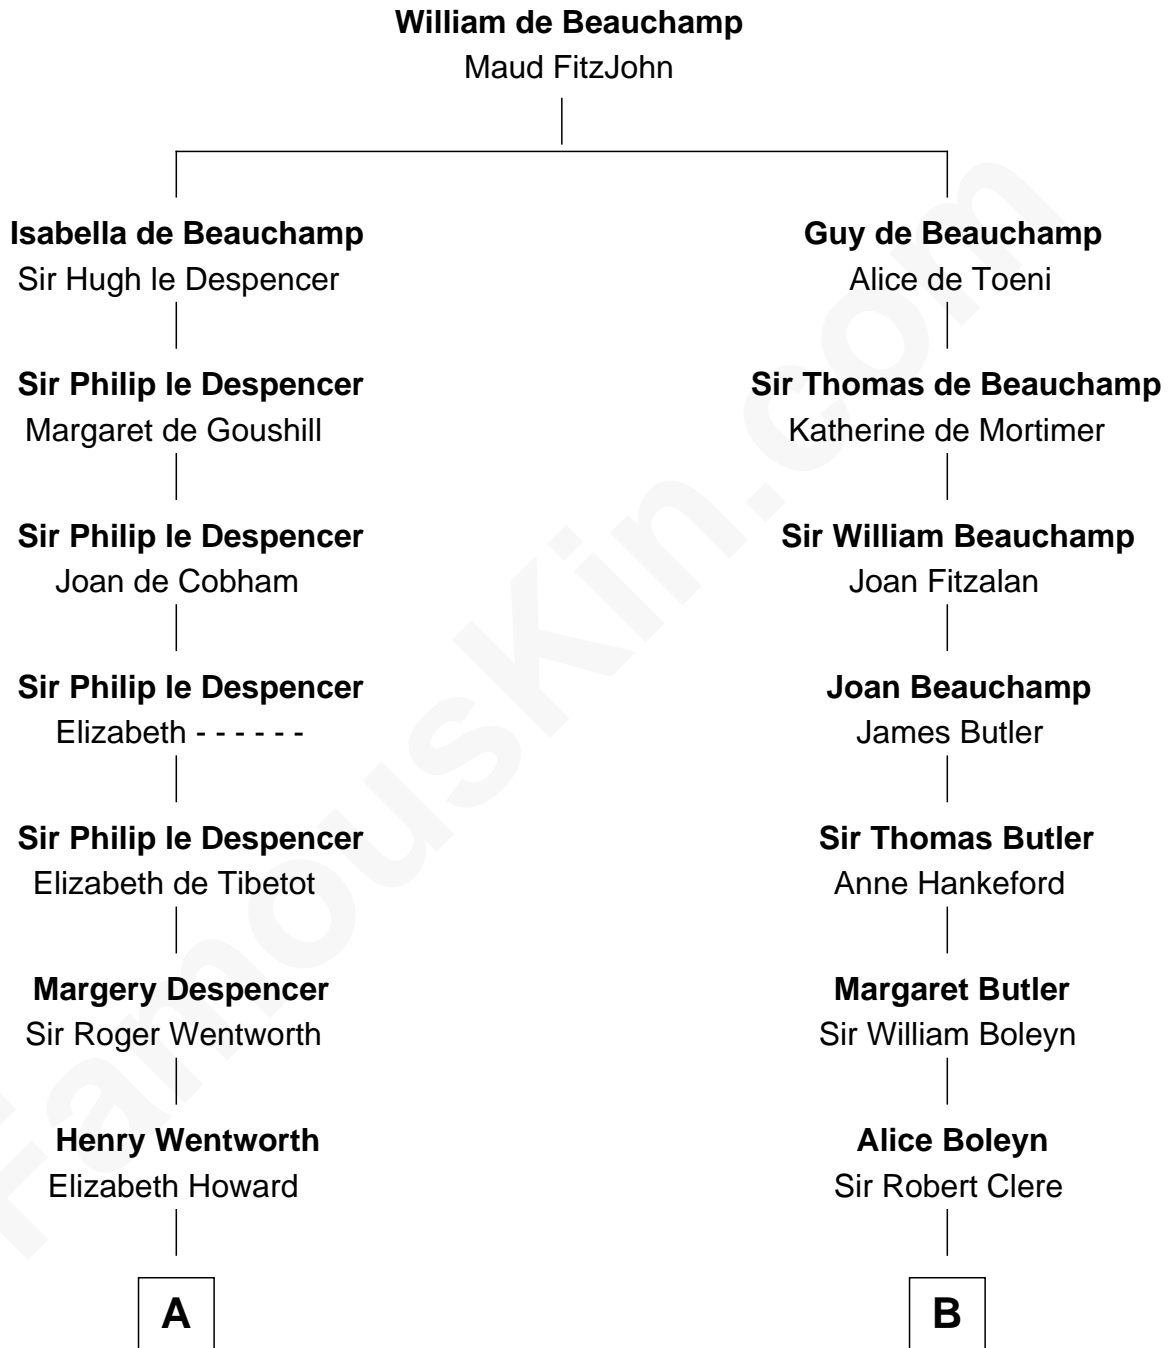 William de Beauchamp
Maud FitzJohn
Isabella de Beauchamp
Sir Hugh le Despencer
Guy de Beauchamp
Alice de Toeni
Sir Philip le Despencer
Margaret de Goushill
Sir Thomas de Beauchamp
Katherine de Mortimer
Sir Philip le Despencer
Joan de Cobham
Sir William Beauchamp
Joan Fitzalan
Sir Philip le Despencer
Elizabeth - - - - - -
Joan Beauchamp
James Butler
Sir Philip le Despencer
Elizabeth de Tibetot
Sir Thomas Butler
Anne Hankeford
Margery Despencer
Sir Roger Wentworth
Margaret Butler
Sir William Boleyn
Henry Wentworth
Elizabeth Howard
Alice Boleyn
Sir Robert Clere
A
B
FamousKin.com